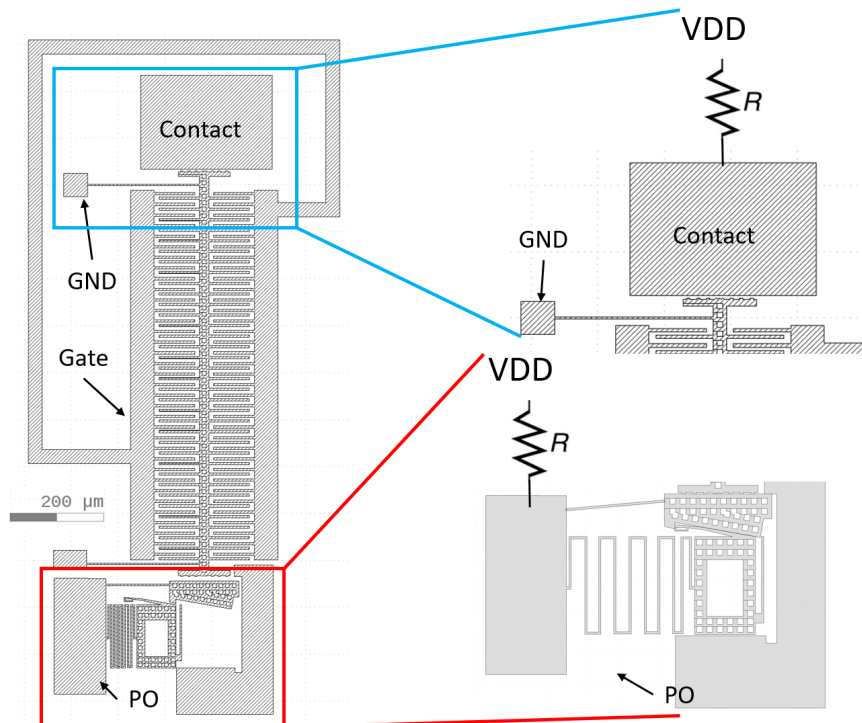 VDD
R
Contact
GND
Gate
200 μm
PO
Contact
GND
VDD
R
PO